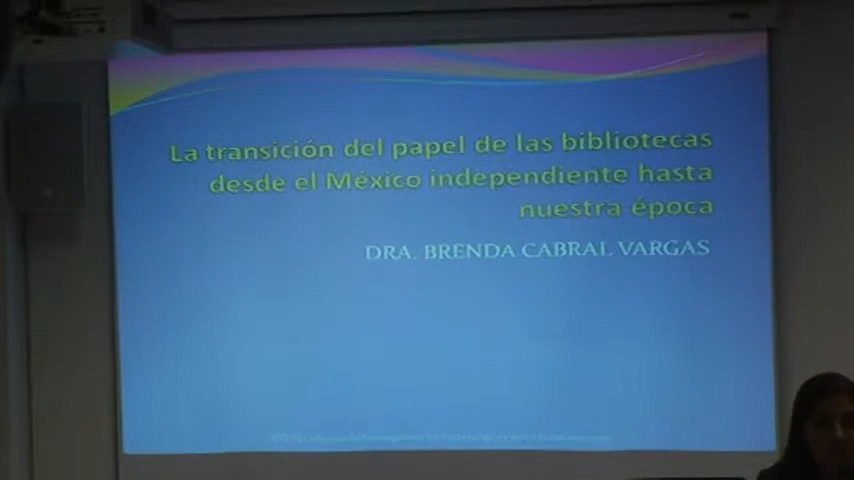 La transición del papel de las bibliotecas
desde el México independiente hasta
nuestra época
DRA. BRENDA CABRAL VARGAS